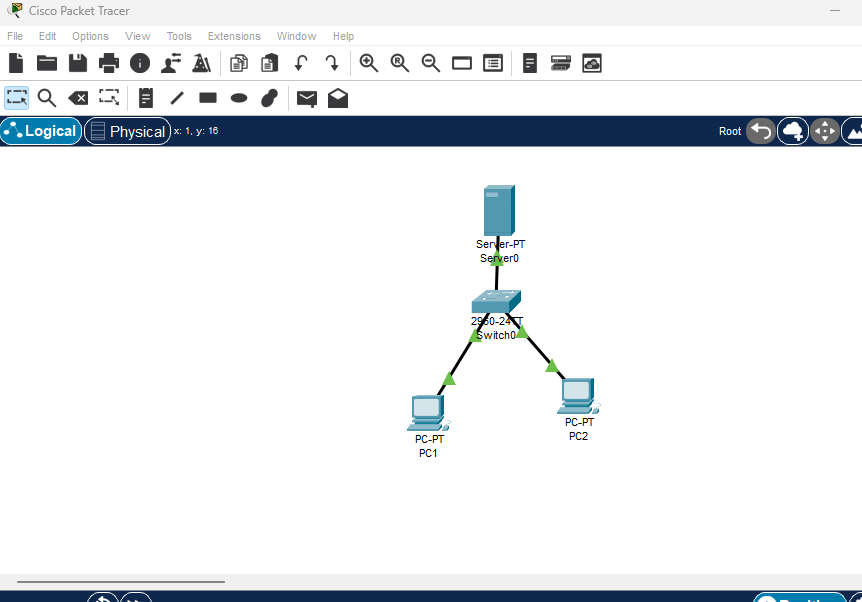 Cisco Packet Tracer
File Edit Options View Tools Extensions Window Help
Logical Physical x: 1, y: 16 Root
Server-PT
Server0
2960-24TT
Switch0
PC-PT
PC2
PC-PT
PC1